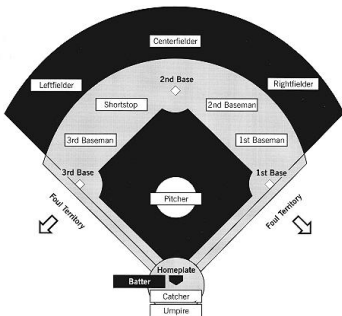 Centerfielder
Leftfielder
2nd Base
Rightfielder
Shortstop
2nd Baseman
3rd Baseman
1st Baseman
3rd Base
1st Base
Pitcher
Foul Territory
Foul Territory
Homeplate
Batter
Catcher
Umpire